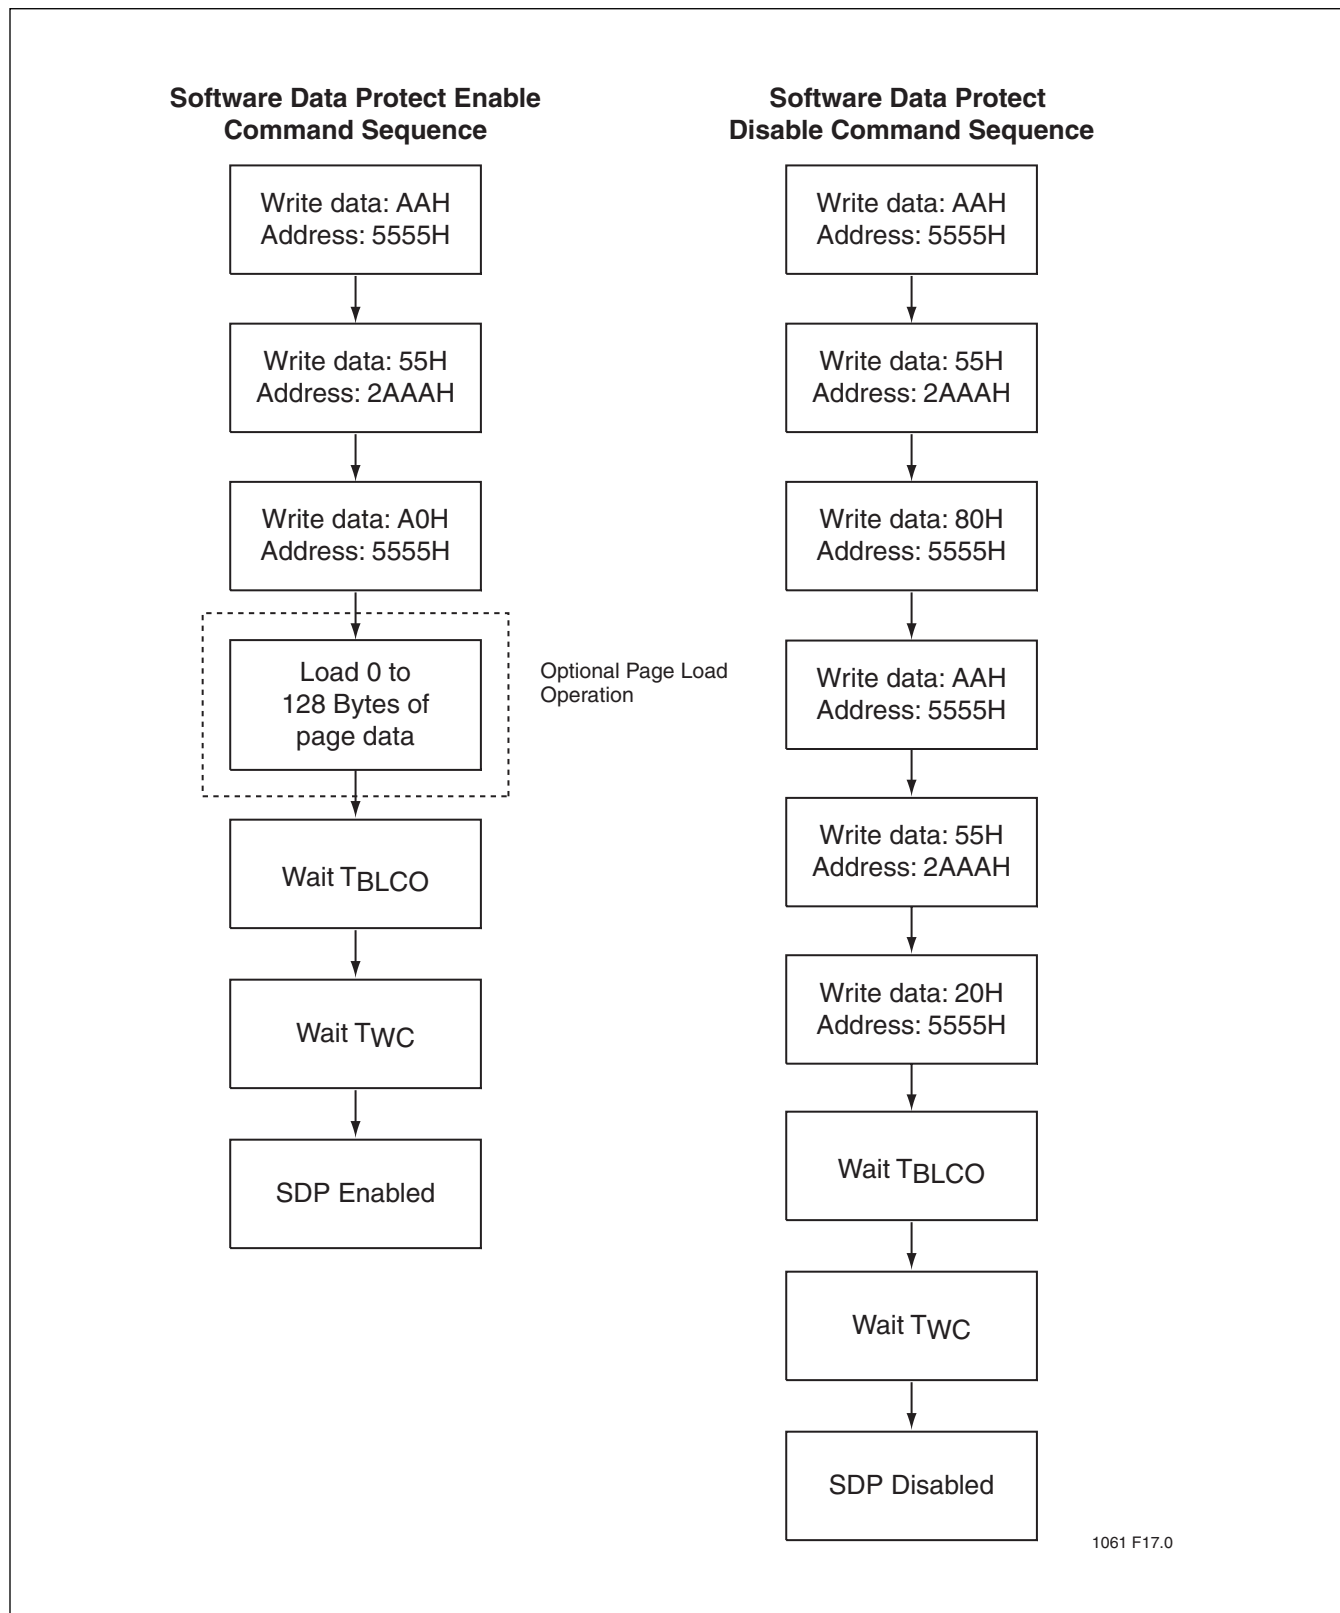 Software Data Protect Enable
Command Sequence
Write data: AAH
Address: 5555H
Write data: 55H
Address: 2AAAH
Write data: A0H
Address: 5555H
Load 0 to
128 Bytes of
page data
Optional Page Load
Operation
Wait TBLCO
Wait TWC
SDP Enabled
Software Data Protect
Disable Command Sequence
Write data: AAH
Address: 5555H
Write data: 55H
Address: 2AAAH
Write data: 80H
Address: 5555H
Write data: AAH
Address: 5555H
Write data: 55H
Address: 2AAAH
Write data: 20H
Address: 5555H
Wait TBLCO
Wait TWC
SDP Disabled
1061 F17.0